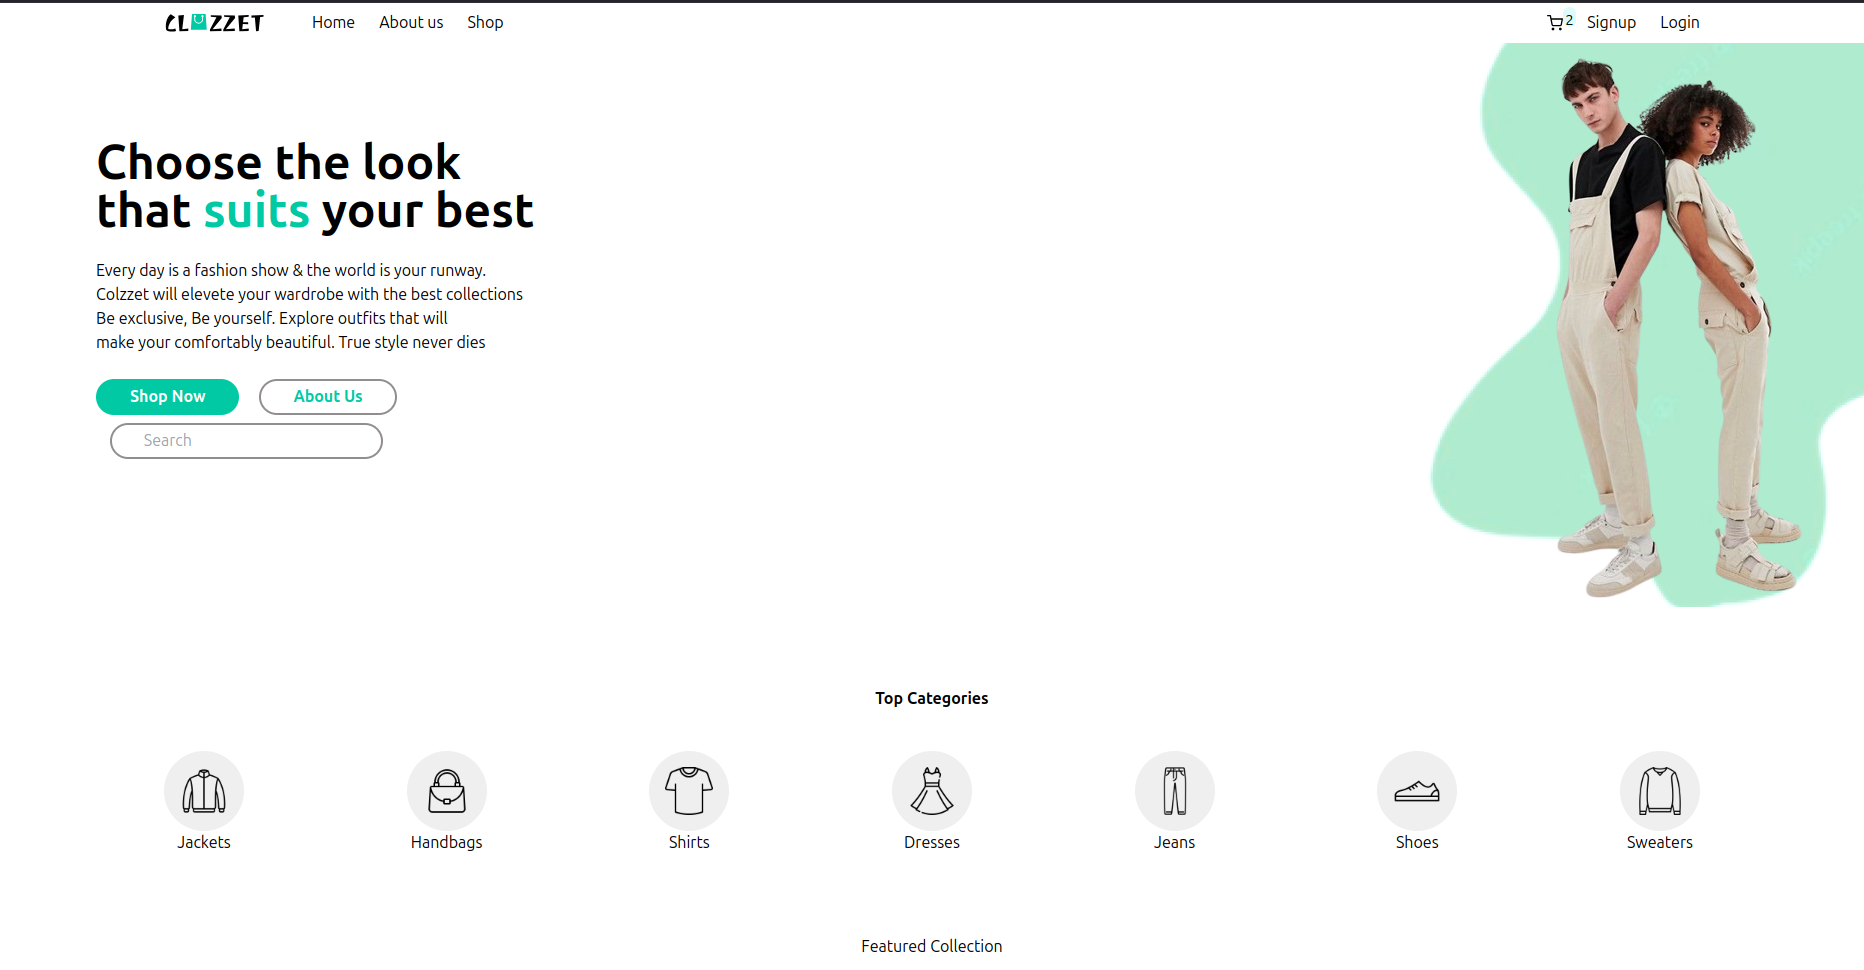 CLOZZET Home About us Shop 2 Signup Login
Choose the look
that suits your best
Every day is a fashion show & the world is your runway.
Colzzet will elevete your wardrobe with the best collections
Be exclusive, Be yourself. Explore outfits that will
make your comfortably beautiful. True style never dies
Shop Now About Us
Search
Top Categories
Jackets Handbags Shirts Dresses Jeans Shoes Sweaters
Featured Collection